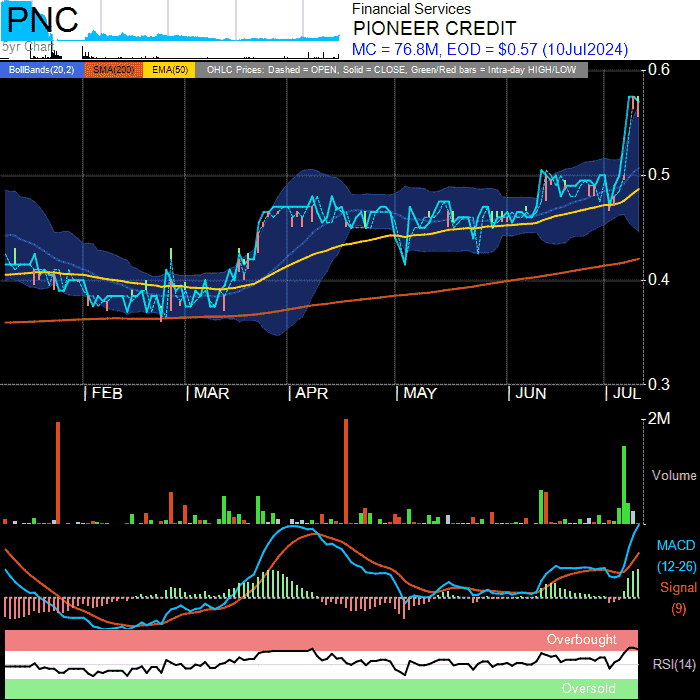 PNC
5yr Chart
Financial Services
PIONEER CREDIT
MC = 76.8M, EOD = $0.57 (10Jul2024)
BollBands(20,2) SMA(200) EMA(50) OHLC Prices: Dashed = OPEN, Solid = CLOSE, Green/Red bars = Intra-day HIGH/LOW
0.6
0.5
0.4
0.3
| FEB | MAR | APR | MAY | JUN | JUL
2M
Volume
MACD
(12-26)
Signal
(9)
Overbought
RSI(14)
Oversold